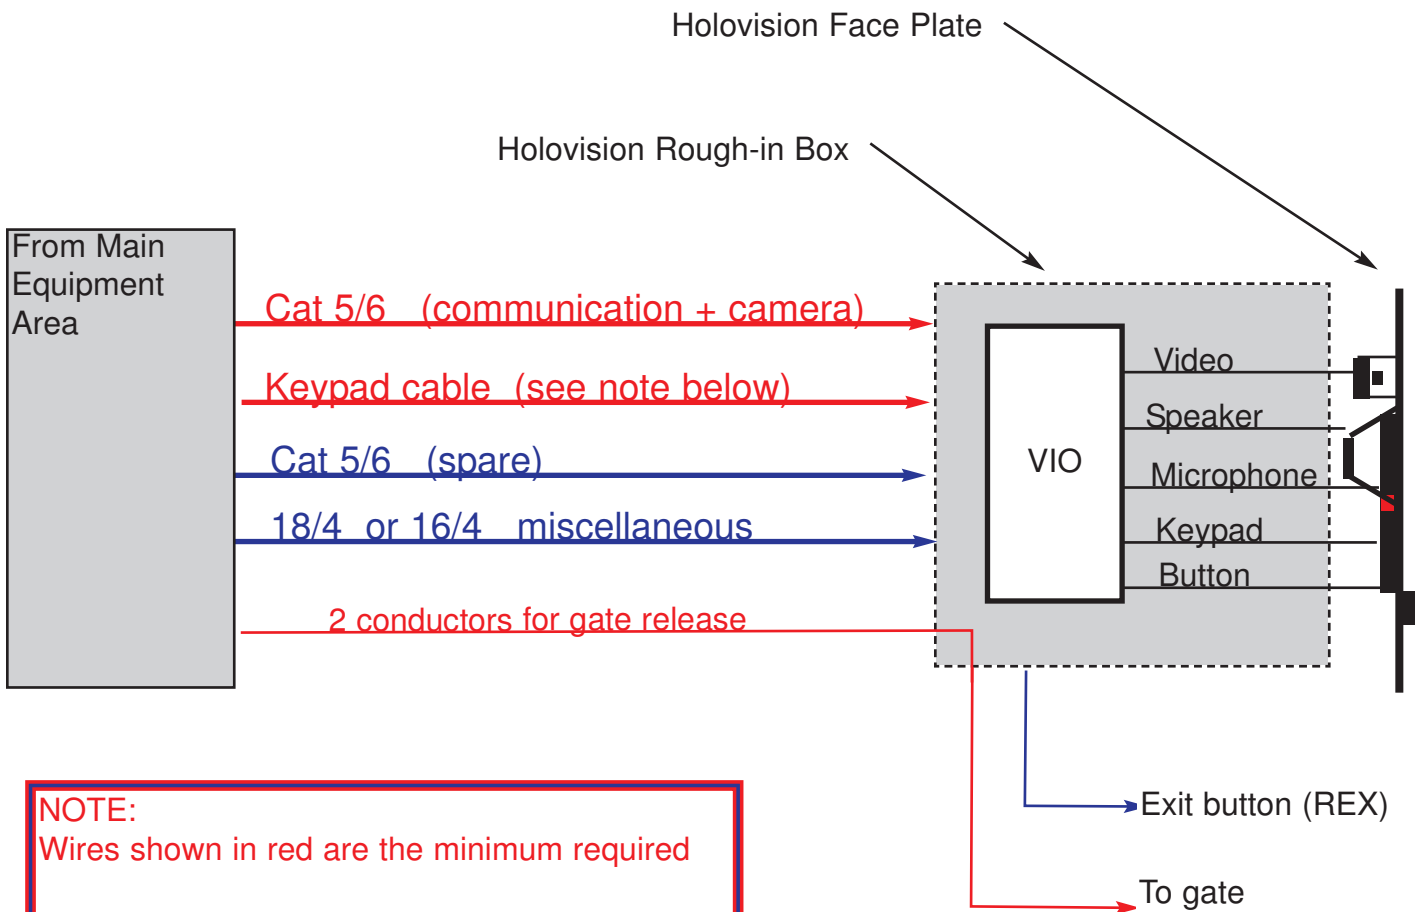 Holovision Face Plate
Holovision Rough-in Box
From Main
Equipment
Area
Cat 5/6 (communication + camera)
Keypad cable (see note below)
Cat 5/6 (spare)
18/4 or 16/4 miscellaneous
2 conductors for gate release
VIO
Video
Speaker
Microphone
Keypad
Button
Exit button (REX)
To gate
NOTE:
Wires shown in red are the minimum required